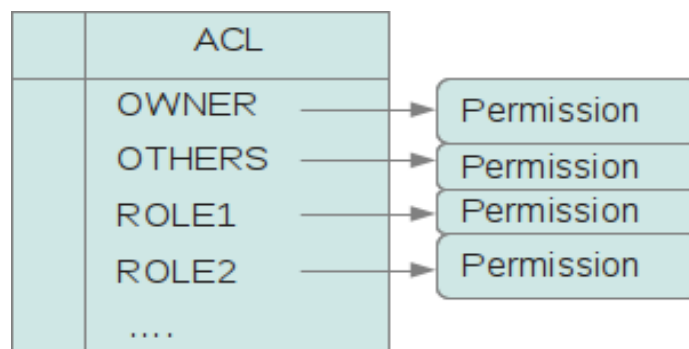 ACL
OWNER
Permission
OTHERS
Permission
ROLE1
Permission
ROLE2
Permission
....